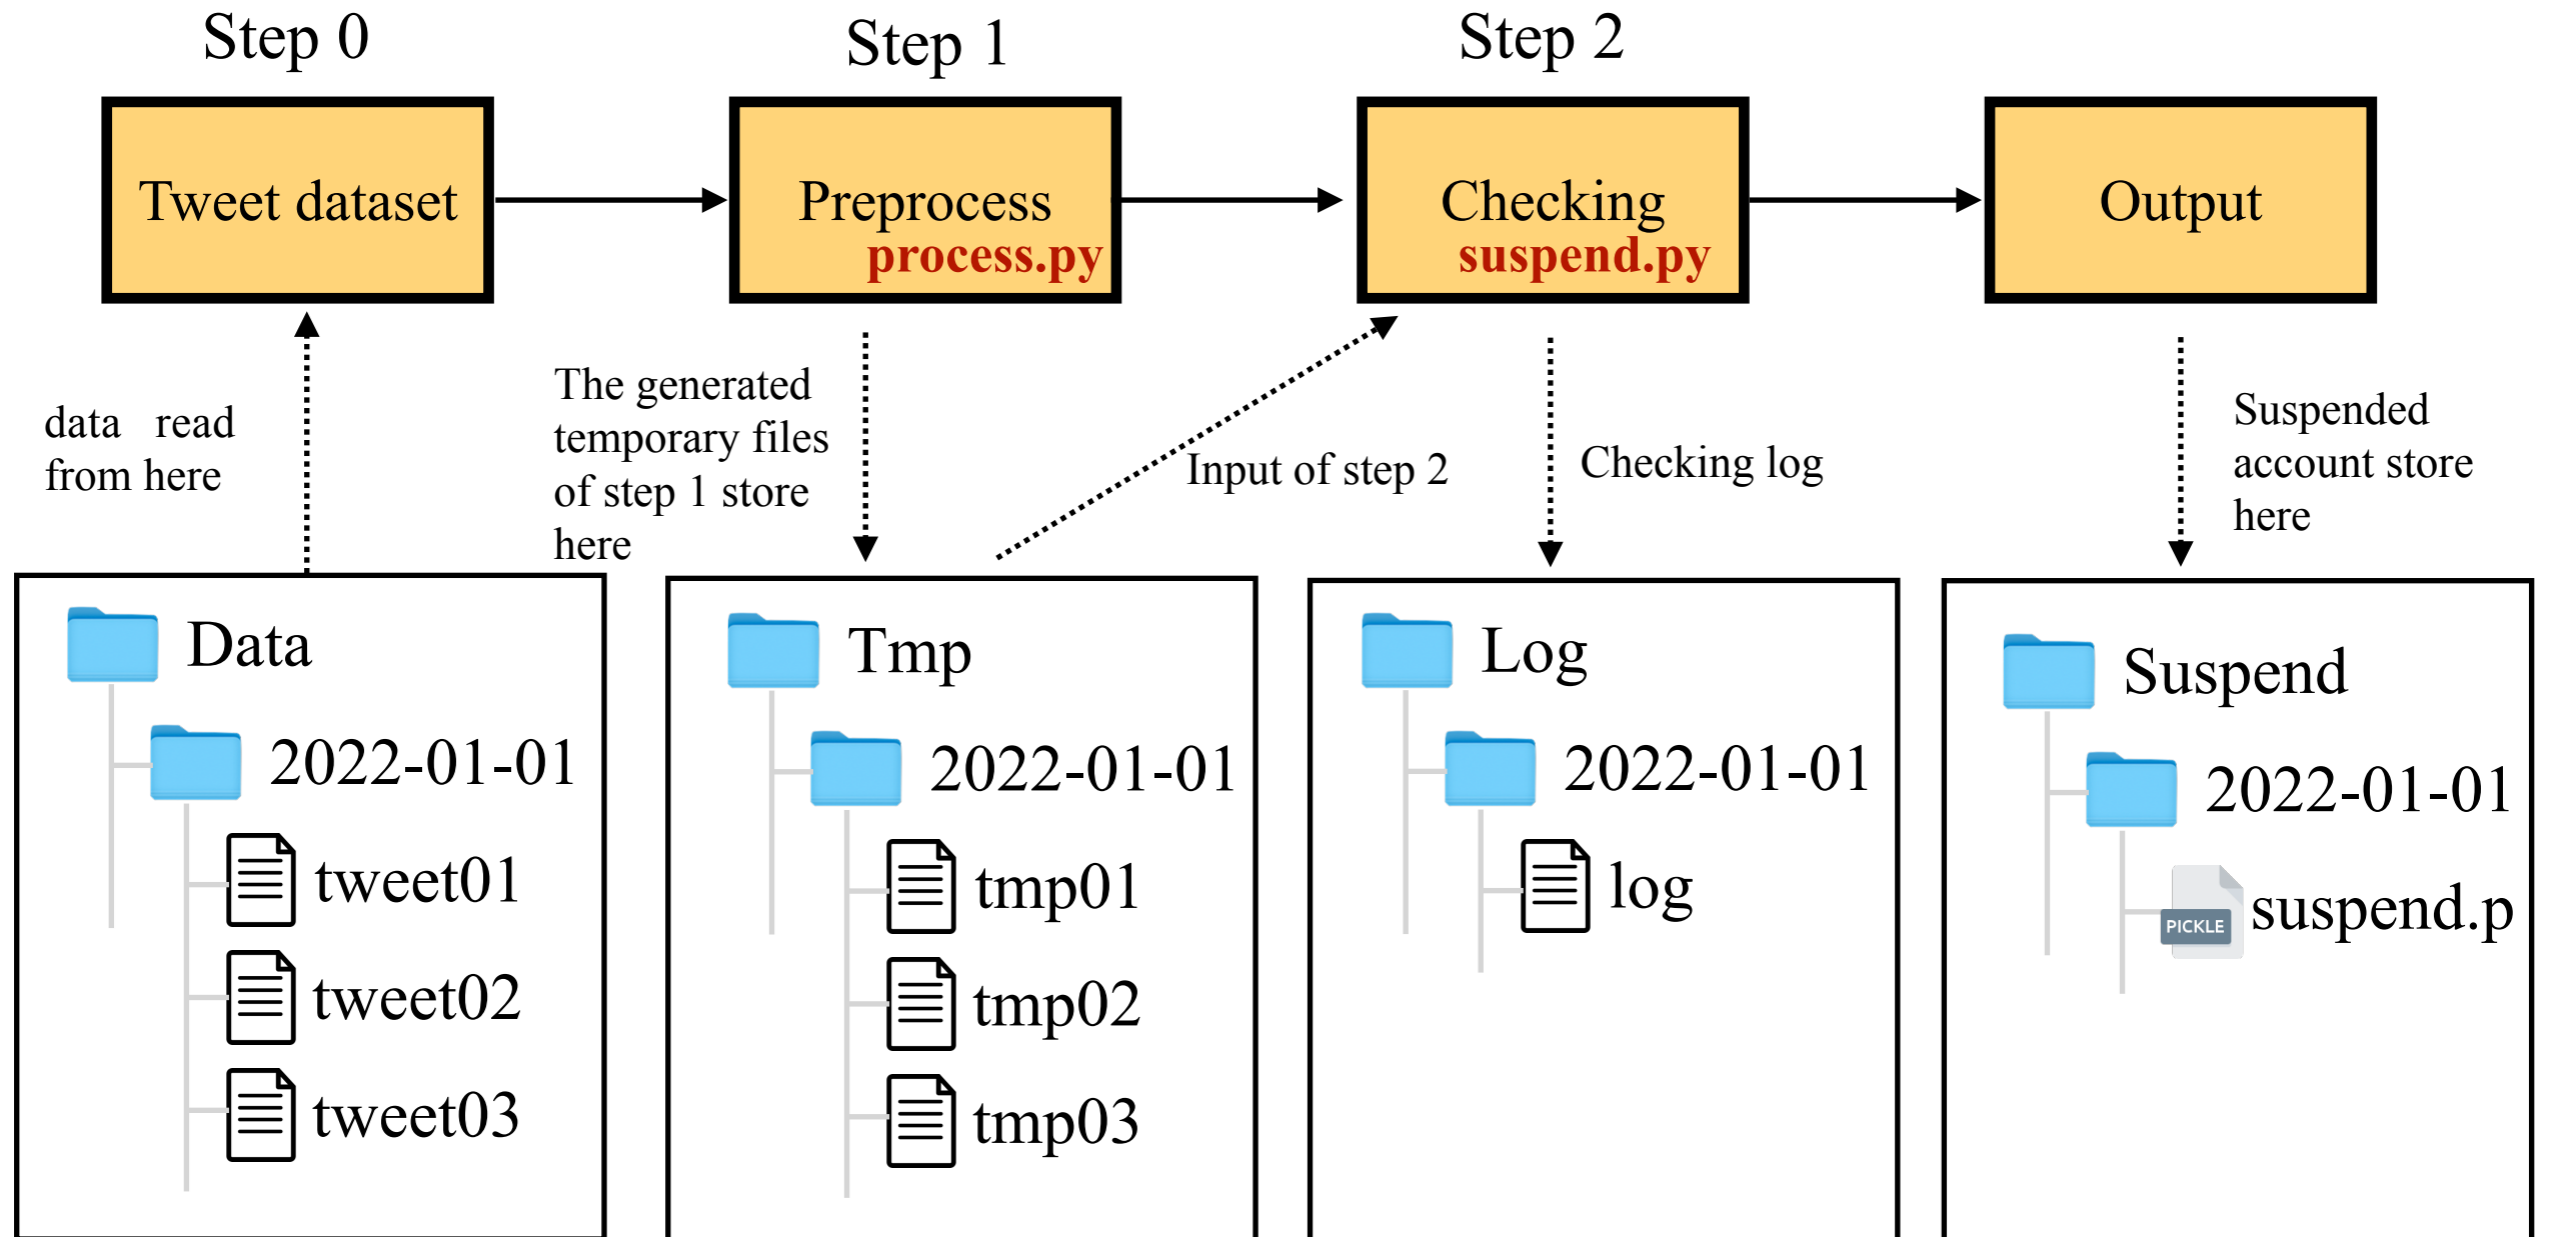 Step 0
Step 1
Step 2
Tweet dataset
Preprocess
process.py
Checking
suspend.py
Output
data read
from here
The generated
temporary files
of step 1 store
here
Input of step 2
Checking log
Suspended
account store
here
Data
2022-01-01
tweet01
tweet02
tweet03
Tmp
2022-01-01
tmp01
tmp02
tmp03
Log
2022-01-01
log
Suspend
2022-01-01
PICKLE
suspend.p